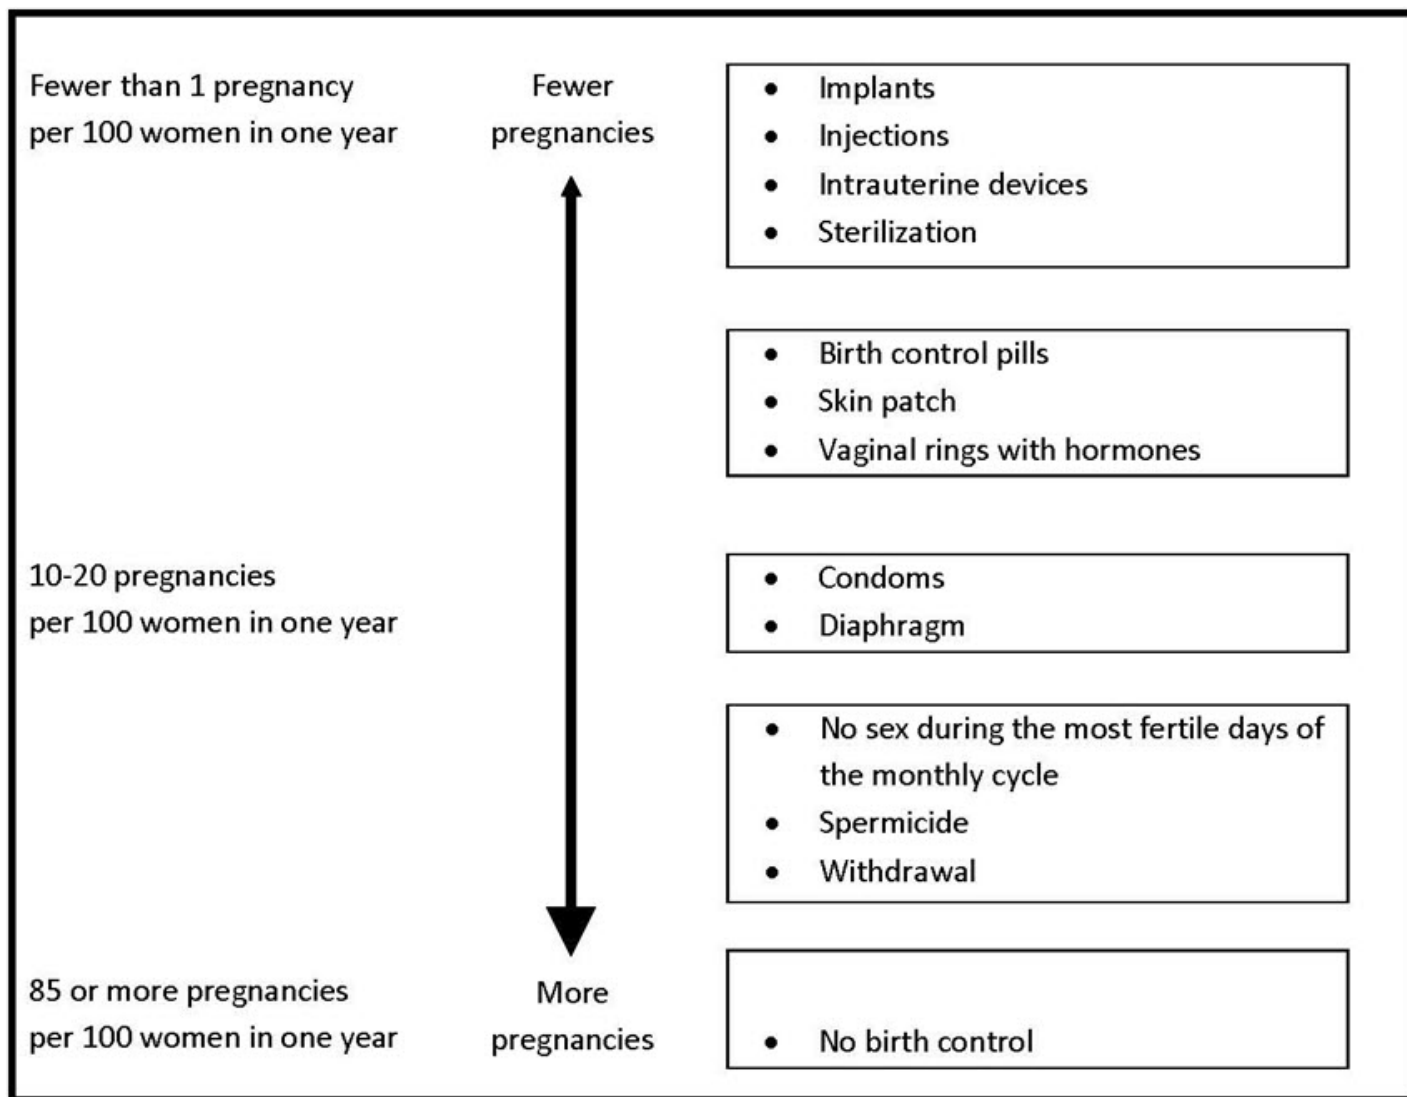 Fewer than 1 pregnancy
per 100 women in one year
Fewer
pregnancies
• Implants
• Injections
• Intrauterine devices
• Sterilization
• Birth control pills
• Skin patch
• Vaginal rings with hormones
10-20 pregnancies
per 100 women in one year
• Condoms
• Diaphragm
• No sex during the most fertile days of
the monthly cycle
• Spermicide
• Withdrawal
85 or more pregnancies
per 100 women in one year
More
pregnancies
• No birth control